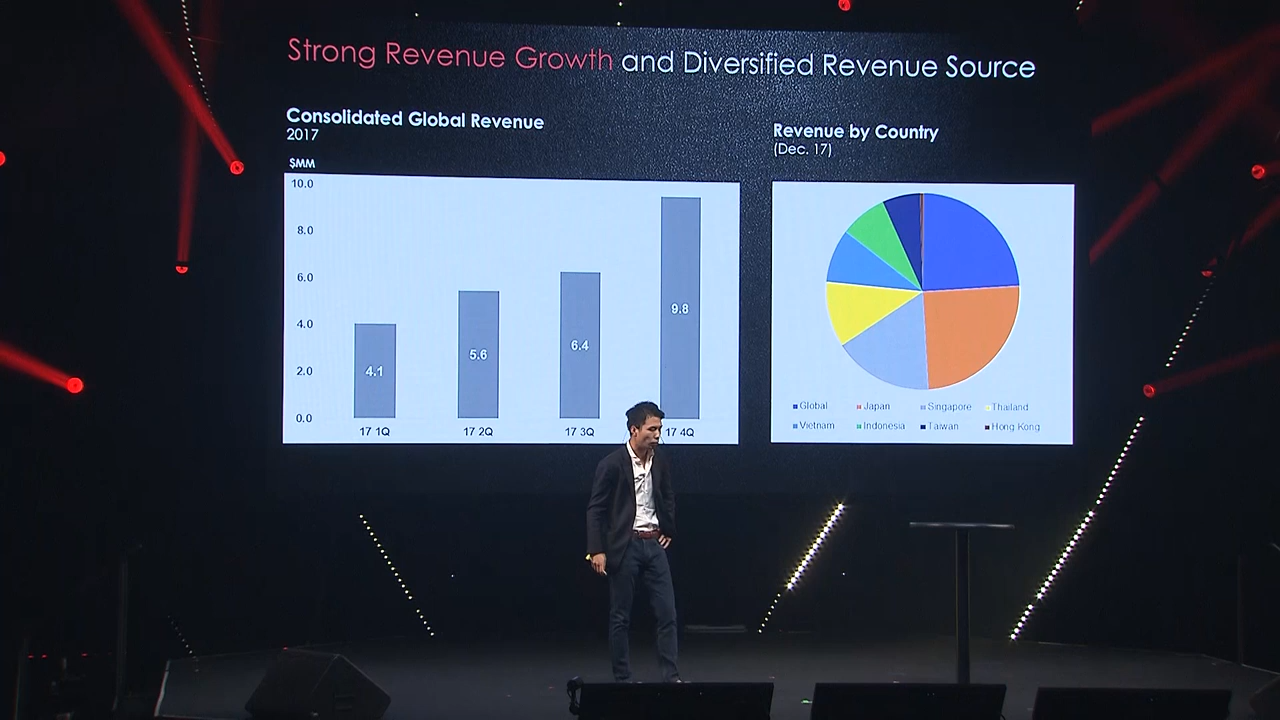 Strong Revenue Growth and Diversified Revenue Source
Consolidated Global Revenue
2017
$MM
10.0
8.0
6.0
4.0
2.0
0.0
4.1
5.6
6.4
9.8
17 1Q
17 2Q
17 3Q
17 4Q
Revenue by Country
(Dec. 17)
Global Japan Singapore Thailand
Vietnam Indonesia Taiwan Hong Kong